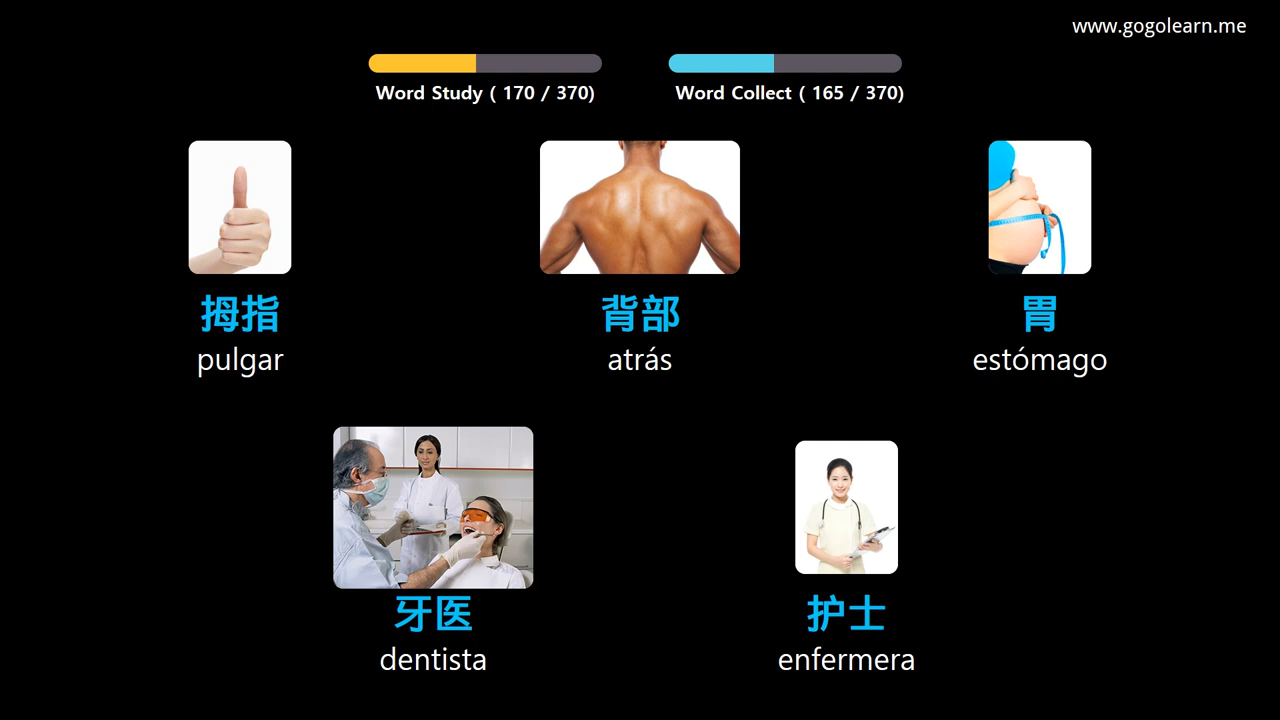 www.gogolearn.me
Word Study ( 170 / 370)
Word Collect ( 165 / 370)
拇指
pulgar
背部
atrás
胃
estómago
牙医
dentista
护士
enfermera